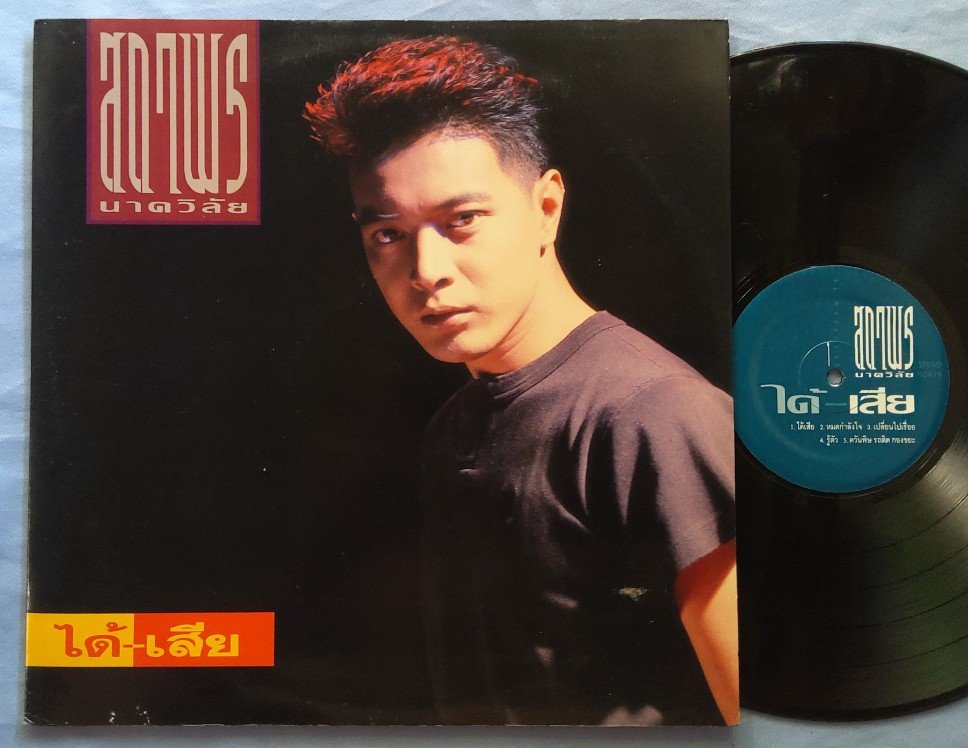 สถาพร
นาควิลัย
ได้-เสีย
สถาพร
นาควิลัย
STEREO
ได้-เสีย
1. ได้เสีย 2. หมดกำลังใจ 3. เปลี่ยนไปเรื่อย
4. รู้ตัว 5. ควันพิษ รถติด กองขยะ